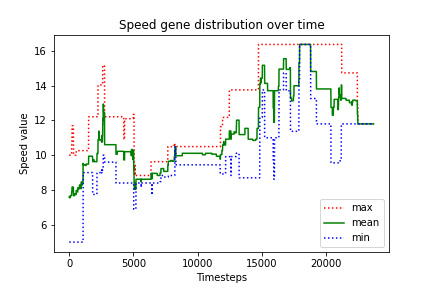 Speed gene distribution over time
Speed value
16
14
12
10
8
6
0 5000 10000 15000 20000
Timesteps
max
mean
min